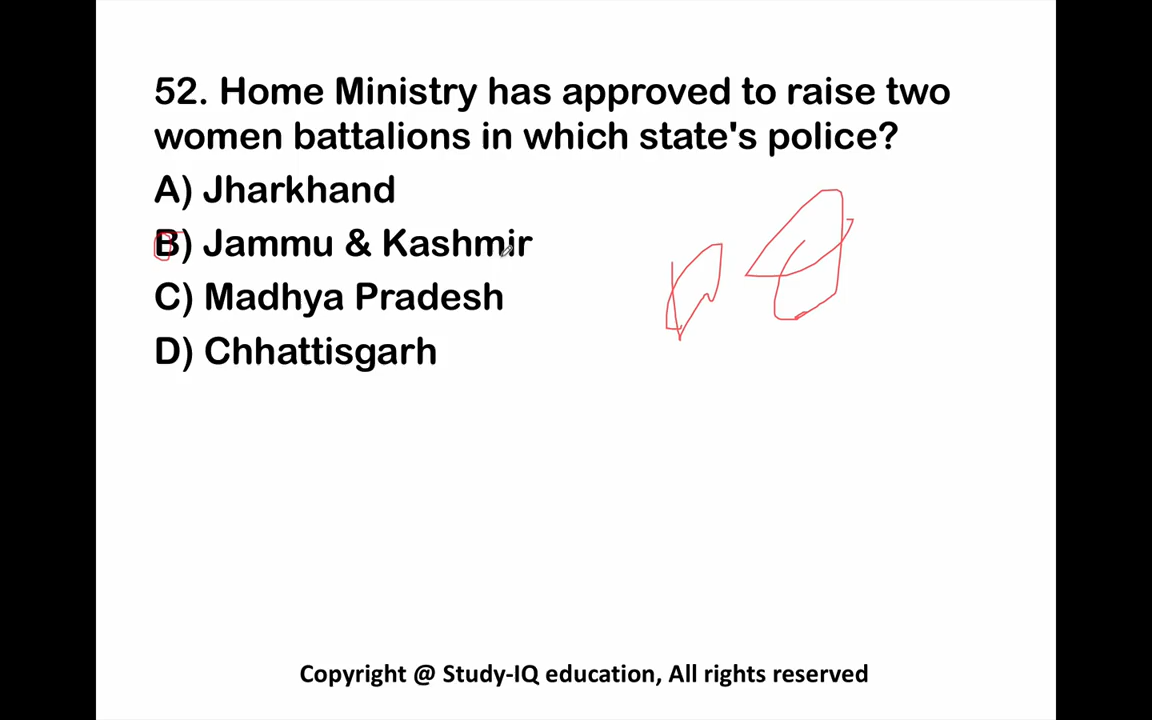 52. Home Ministry has approved to raise two
women battalions in which state's police?
A) Jharkhand
B) Jammu & Kashmir
C) Madhya Pradesh
D) Chhattisgarh
Copyright @ Study-IQ education, All rights reserved